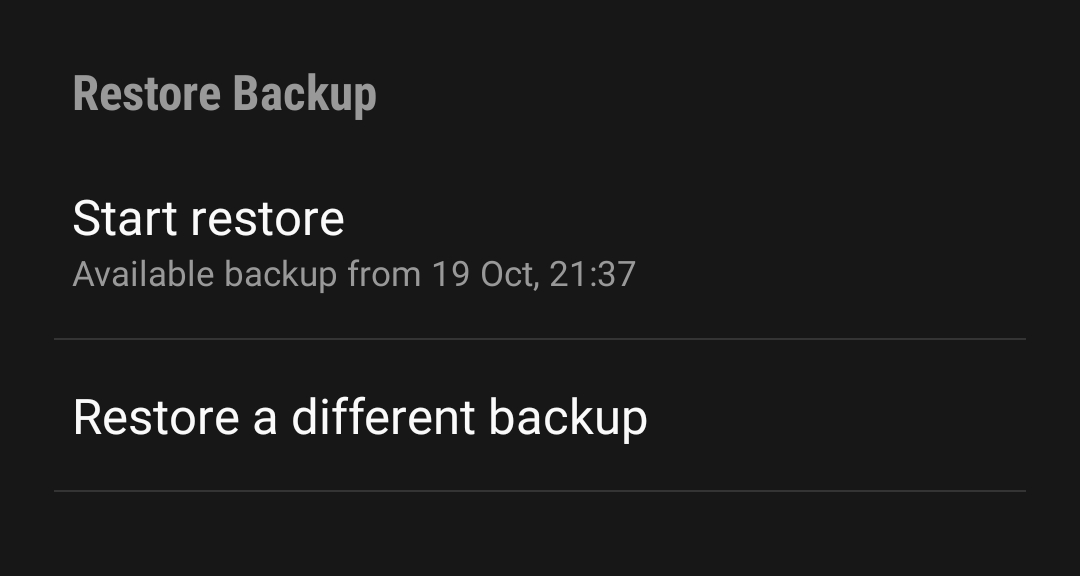 Restore Backup
Start restore
Available backup from 19 Oct, 21:37
Restore a different backup